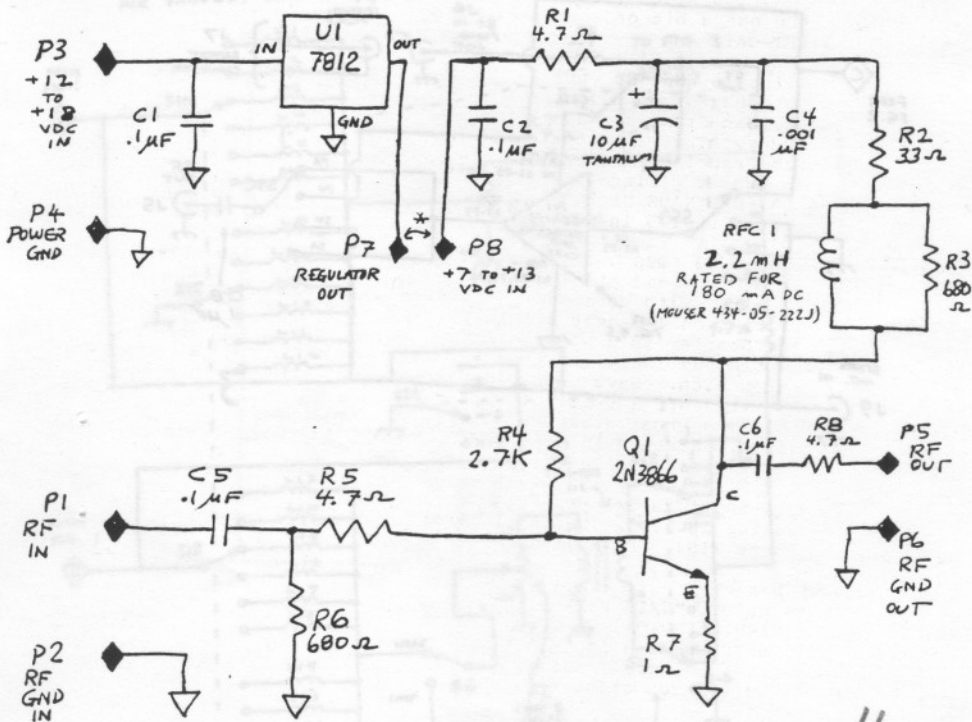 P3
+12
TO
+18
VDC
IN
C1
.1µF
IN
U1
7812
OUT
GND
P4
POWER
GND
P7
REGULATOR
OUT
*
P8
+7 TO +13
VDC IN
C2
.1µF
R1
4.7Ω
+
C3
10µF
TANTALUM
C4
.001
µF
R2
33Ω
RFC 1
2.2 mH
RATED FOR
180 mA DC
(MOUSER 434-05-222J)
R3
680
Ω
P1
RF
IN
C5
.1µF
R5
4.7Ω
R6
680Ω
P2
RF
GND
IN
R4
2.7K
Q1
2N3866
B
C
E
R7
1Ω
C6
.1µF
R8
4.7Ω
P5
RF
OUT
P6
RF
GND
OUT